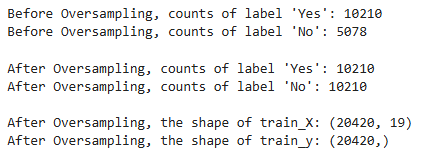 Before Oversampling, counts of label 'Yes': 10210
Before Oversampling, counts of label 'No': 5078
After Oversampling, counts of label 'Yes': 10210
After Oversampling, counts of label 'No': 10210
After Oversampling, the shape of train_X: (20420, 19)
After Oversampling, the shape of train_y: (20420,)